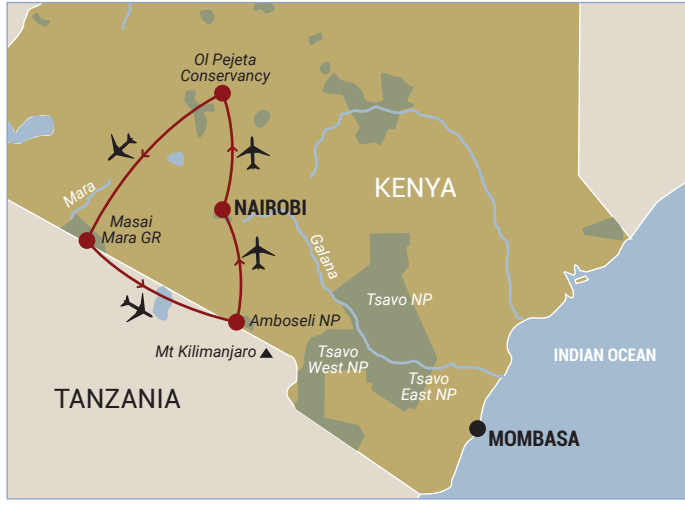 Ol Pejeta
Conservancy
Mara
KENYA
NAIROBI
Masai
Mara GR
Galana
Tsavo NP
Amboseli NP
Mt Kilimanjaro
Tsavo
West NP
INDIAN OCEAN
Tsavo
East NP
TANZANIA
MOMBASA